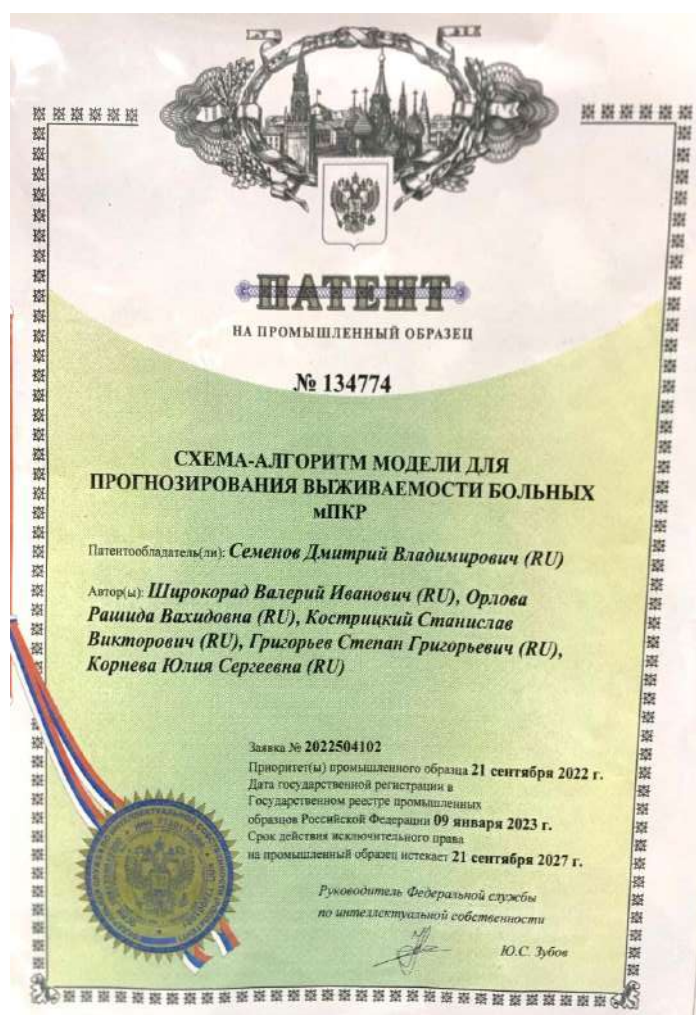 ПАТЕНТ
НА ПРОМЫШЛЕННЫЙ ОБРАЗЕЦ
№ 134774
СХЕМА-АЛГОРИТМ МОДЕЛИ ДЛЯ
ПРОГНОЗИРОВАНИЯ ВЫЖИВАЕМОСТИ БОЛЬНЫХ
мПКР
Патентообладатель(ли): Семенов Дмитрий Владимирович (RU)
Автор(ы): Широкорад Валерий Иванович (RU), Орлова
Рашида Вахидовна (RU), Кострицкий Станислав
Викторович (RU), Григорьев Степан Григорьевич (RU),
Корнева Юлия Сергеевна (RU)
Заявка № 2022504102
Приоритет(ы) промышленного образца 21 сентября 2022 г.
Дата государственной регистрации в
Государственном реестре промышленных
образцов Российской Федерации 09 января 2023 г.
Срок действия исключительного права
на промышленный образец истекает 21 сентября 2027 г.
Руководитель Федеральной службы
по интеллектуальной собственности
Ю.С. Зубов